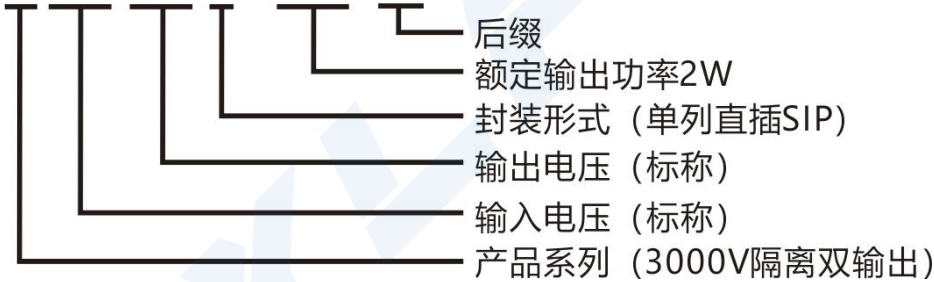 后缀
额定输出功率2W
封装形式（单列直插SIP）
输出电压（标称）
输入电压（标称）
产品系列（3000V隔离双输出）